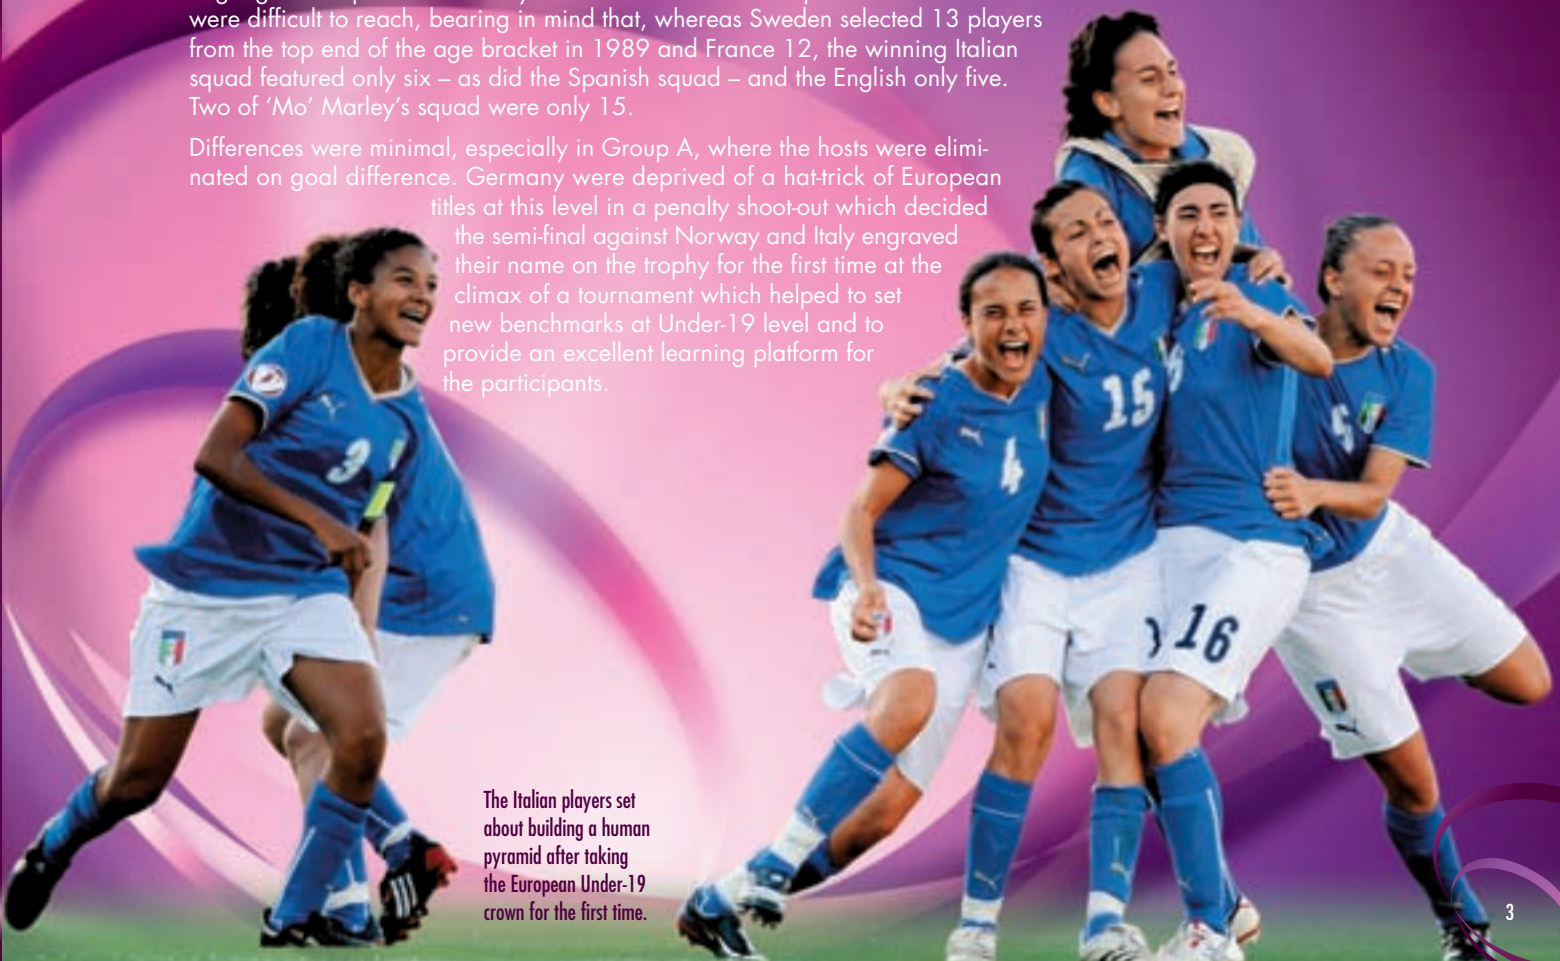 were difficult to reach, bearing in mind that, whereas Sweden selected 13 players
from the top end of the age bracket in 1989 and France 12, the winning Italian
squad featured only six – as did the Spanish squad – and the English only five.
Two of ‘Mo’ Marley’s squad were only 15.
Differences were minimal, especially in Group A, where the hosts were elimi-
nated on goal difference. Germany were deprived of a hat-trick of European
titles at this level in a penalty shoot-out which decided
the semi-final against Norway and Italy engraved
their name on the trophy for the first time at the
climax of a tournament which helped to set
new benchmarks at Under-19 level and to
provide an excellent learning platform for
the participants.
3
4
15
5
16
The Italian players set
about building a human
pyramid after taking
the European Under-19
crown for the first time.
3